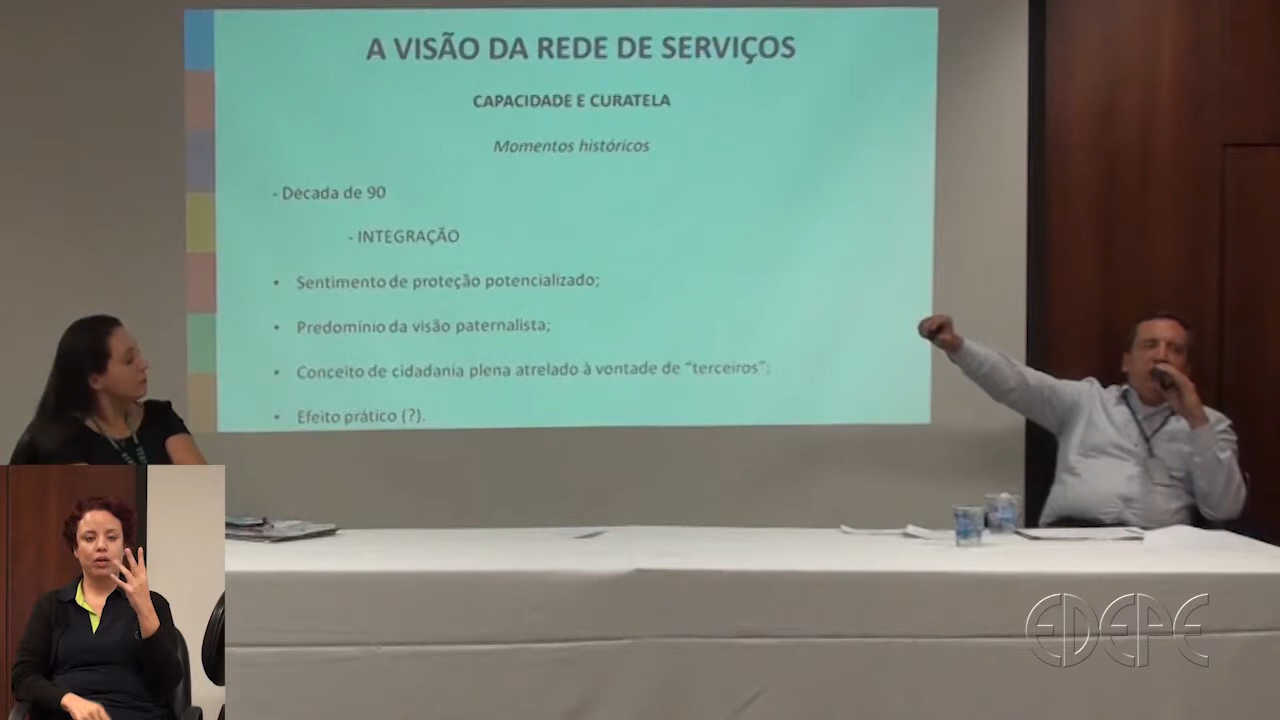 A VISÃO DA REDE DE SERVIÇOS
CAPACIDADE E CURATELA
Momentos históricos
- Década de 90
- INTEGRAÇÃO
• Sentimento de proteção potencializado;
• Predomínio da visão paternalista;
• Conceito de cidadania plena atrelado à vontade de “terceiros”;
• Efeito prático (?).
EDEPE